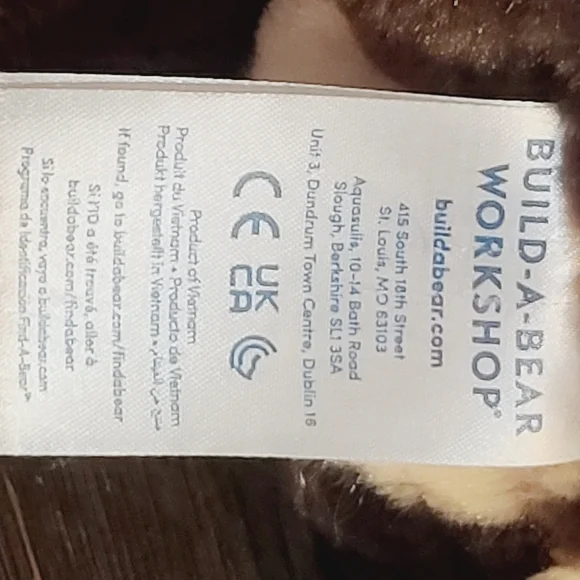 BUILD-A-BEAR
WORKSHOP®
buildabear.com
415 South 18th Street
St. Louis, MO 63103
Aquasulis, 10-14 Bath Road
Slough, Berkshire SL1 3SA
Unit 3, Dundrum Town Centre, Dublin 16
CE UK
CA
Product of Vietnam
Produit du Vietnam • Producto de Vietnam
Produkt hergestellt in Vietnam • منتج من فيتنام
If found, go to buildabear.com/findabear
Si l'ID a été trouvé, aller à
buildabear.com/findabear
Si lo encuentra, vaya a buildabear.com
Programa de Identificación Find-A-Bear®